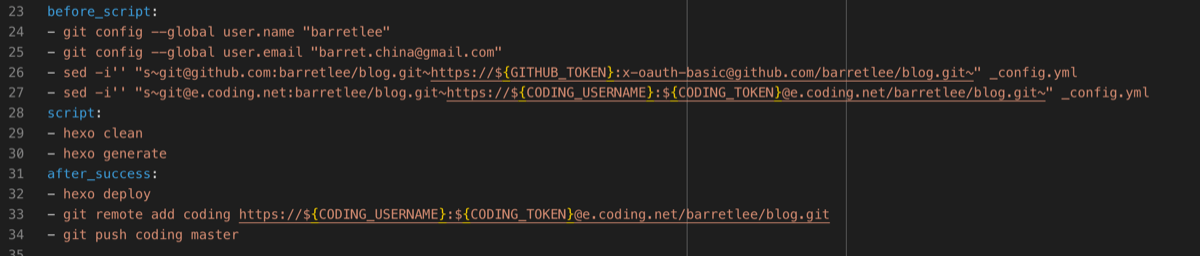 23 before_script:
24 - git config --global user.name "barretlee"
25 - git config --global user.email "barret.china@gmail.com"
26 - sed -i'' "s~git@github.com:barretlee/blog.git~https://${GITHUB_TOKEN}:x-oauth-basic@github.com/barretlee/blog.git~" _config.yml
27 - sed -i'' "s~git@e.coding.net:barretlee/blog.git~https://${CODING_USERNAME}:${CODING_TOKEN}@e.coding.net/barretlee/blog.git~" _config.yml
28 script:
29 - hexo clean
30 - hexo generate
31 after_success:
32 - hexo deploy
33 - git remote add coding https://${CODING_USERNAME}:${CODING_TOKEN}@e.coding.net/barretlee/blog.git
34 - git push coding master
35